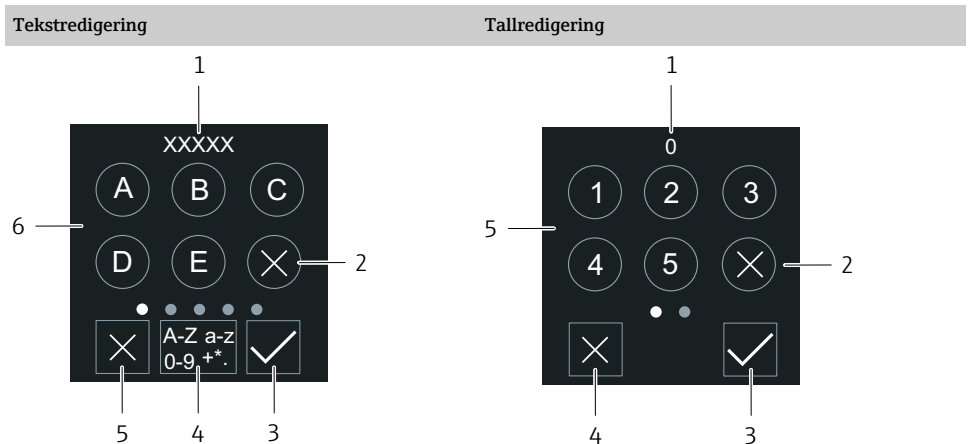 Tekstredigering Tallredigering
1 1
XXXXX 0
A B C 1 2 3
6 5
D E 2 4 5 2
A-Z a-z
0-9 +*.
5 4 3 4 3